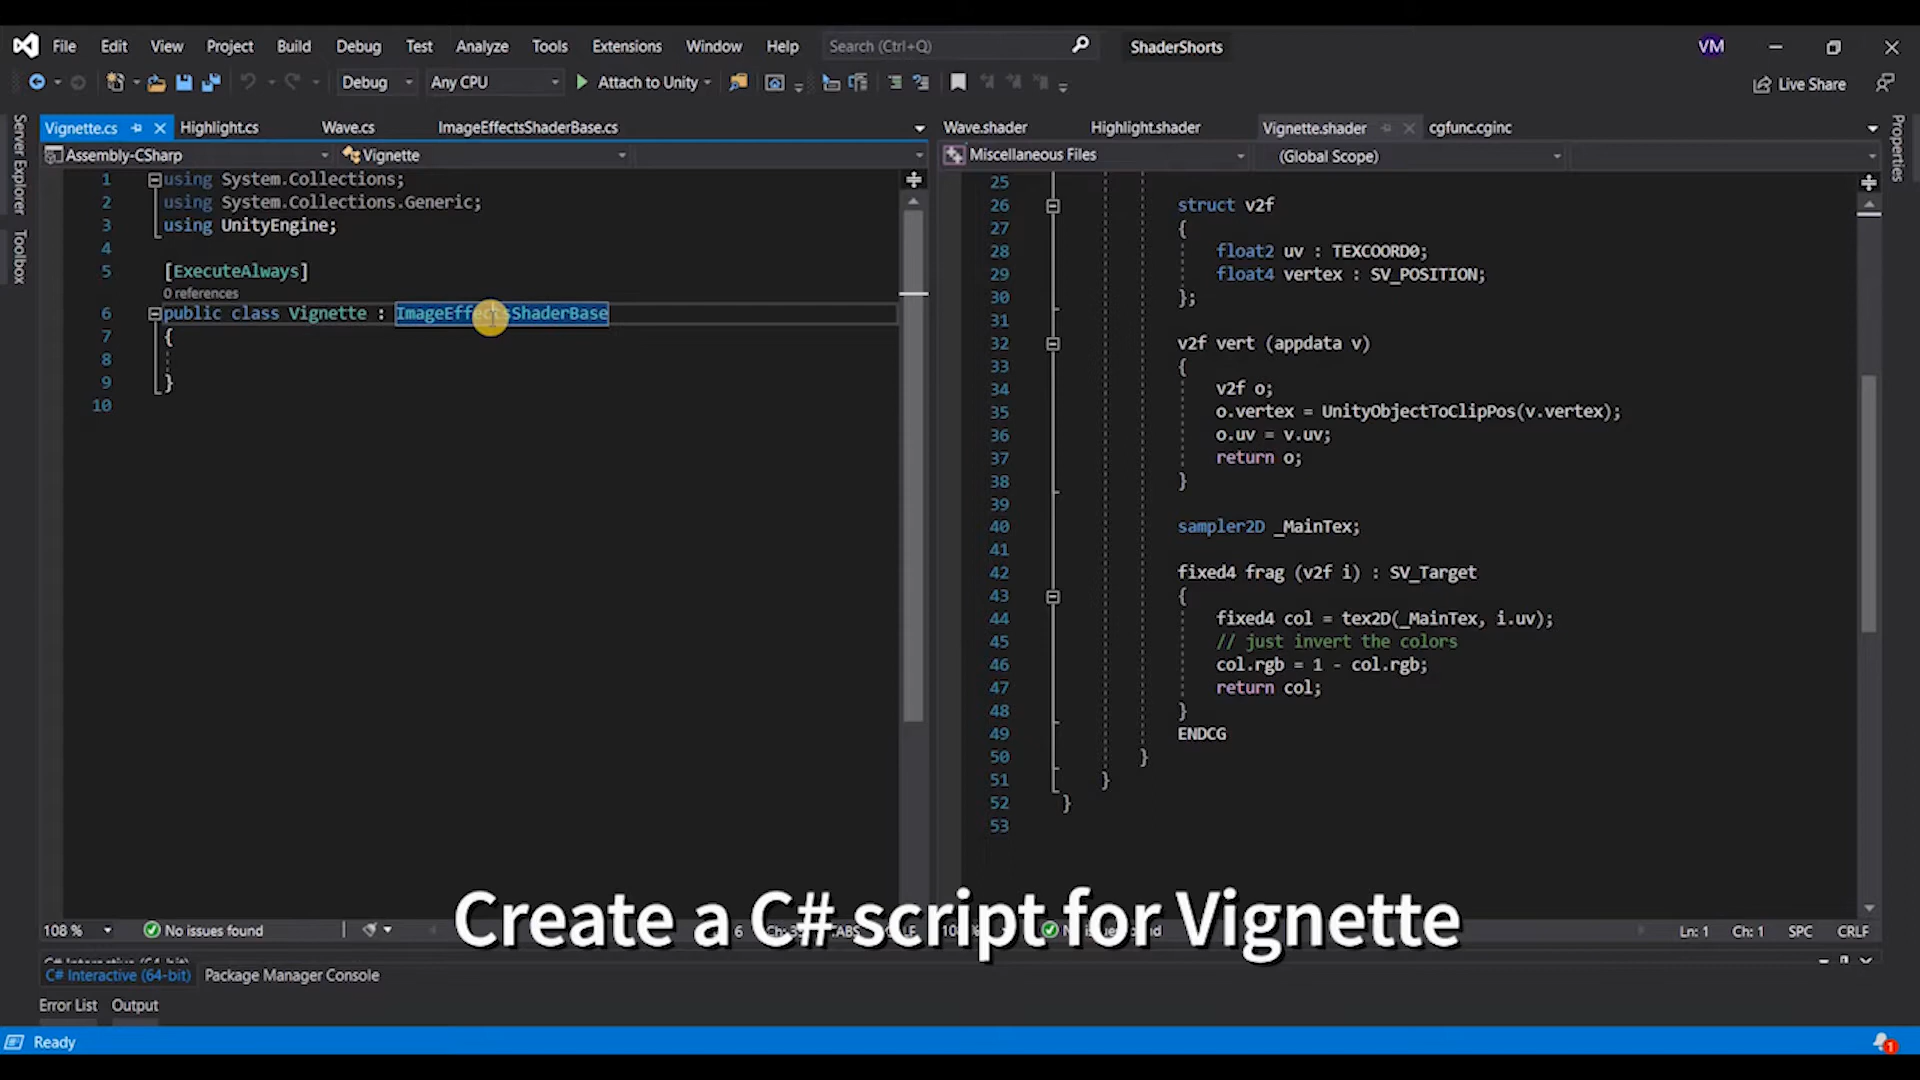 File Edit View Project Build Debug Test Analyze Tools Extensions Window Help Search (Ctrl+Q) ShaderShorts VM
Debug Any CPU Attach to Unity Live Share
Server Explorer
Toolbox
Vignette.cs Highlight.cs Wave.cs ImageEffectsShaderBase.cs
Assembly-CSharp Vignette
1 using System.Collections;
2 using System.Collections.Generic;
3 using UnityEngine;
4
5 [ExecuteAlways]
0 references
6 public class Vignette : ImageEffectsShaderBase
7 {
8
9 }
10
Wave.shader Highlight.shader Vignette.shader cgfunc.cginc
Miscellaneous Files (Global Scope)
25
26 struct v2f
27 {
28 float2 uv : TEXCOORD0;
29 float4 vertex : SV_POSITION;
30 };
31
32 v2f vert (appdata v)
33 {
34 v2f o;
35 o.vertex = UnityObjectToClipPos(v.vertex);
36 o.uv = v.uv;
37 return o;
38 }
39
40 sampler2D _MainTex;
41
42 fixed4 frag (v2f i) : SV_Target
43 {
44 fixed4 col = tex2D(_MainTex, i.uv);
45 // just invert the colors
46 col.rgb = 1 - col.rgb;
47 return col;
48 }
49 ENDCG
50 }
51 }
52 }
53
Properties
Create a C# script for Vignette
108 % No issues found
Ln: 1 Ch: 1 SPC CRLF
C# Interactive (64-bit) Package Manager Console
Error List Output
Ready 1